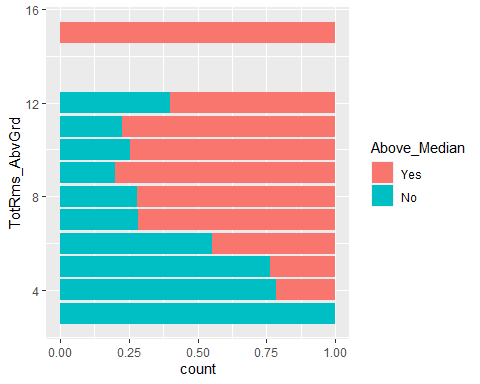 16
12
8
4
TotRms_AbvGrd
0.00 0.25 0.50 0.75 1.00
count
Above_Median
Yes
No